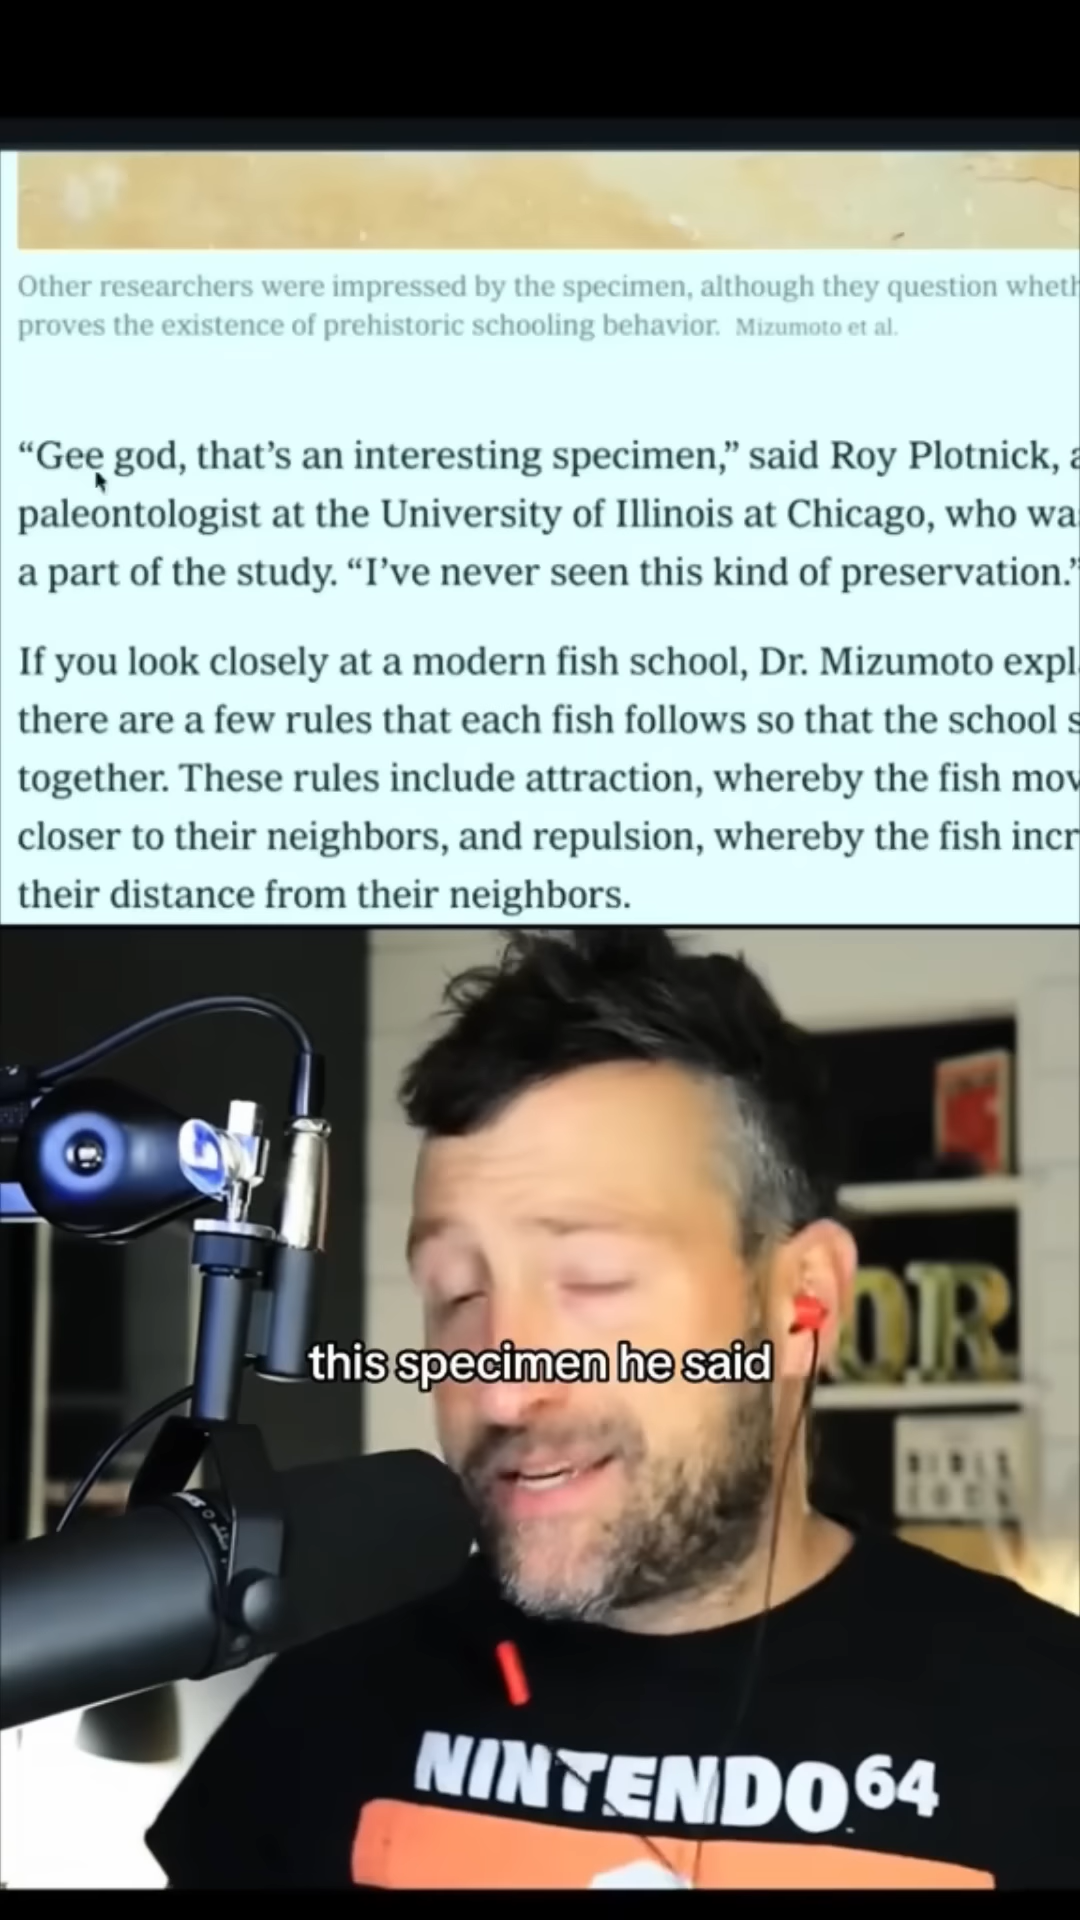 Other researchers were impressed by the specimen, although they question wheth
proves the existence of prehistoric schooling behavior. Mizumoto et al.
“Gee god, that’s an interesting specimen,” said Roy Plotnick, a
paleontologist at the University of Illinois at Chicago, who was
a part of the study. “I’ve never seen this kind of preservation.”
If you look closely at a modern fish school, Dr. Mizumoto expl
there are a few rules that each fish follows so that the school s
together. These rules include attraction, whereby the fish mov
closer to their neighbors, and repulsion, whereby the fish incr
their distance from their neighbors.
OR
this specimen he said
NINTENDO 64